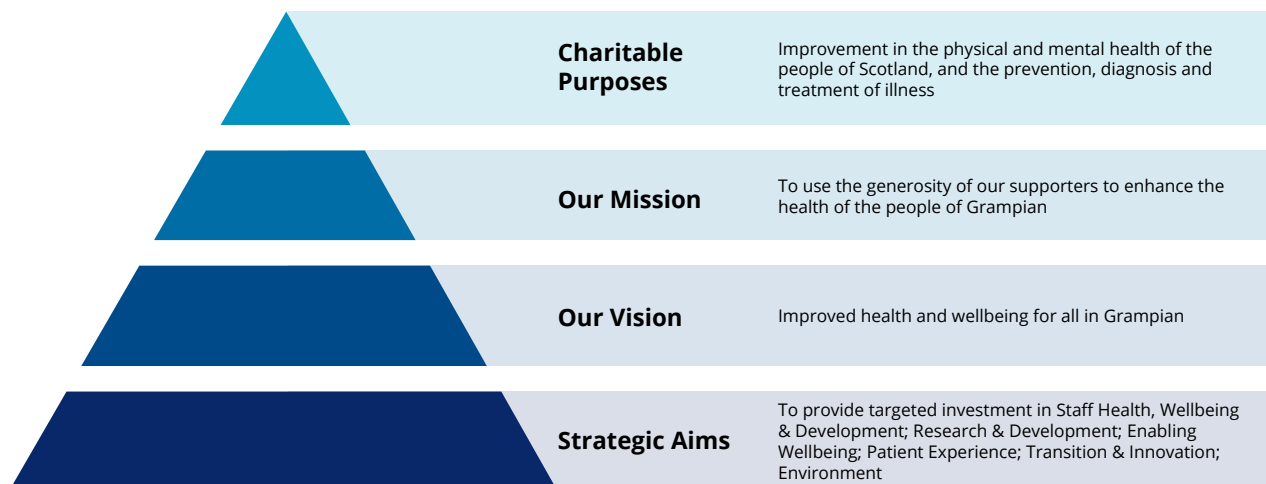 Charitable
Purposes
Improvement in the physical and mental health of the
people of Scotland, and the prevention, diagnosis and
treatment of illness
Our Mission
To use the generosity of our supporters to enhance the
health of the people of Grampian
Our Vision
Improved health and wellbeing for all in Grampian
Strategic Aims
To provide targeted investment in Staff Health, Wellbeing
& Development; Research & Development; Enabling
Wellbeing; Patient Experience; Transition & Innovation;
Environment